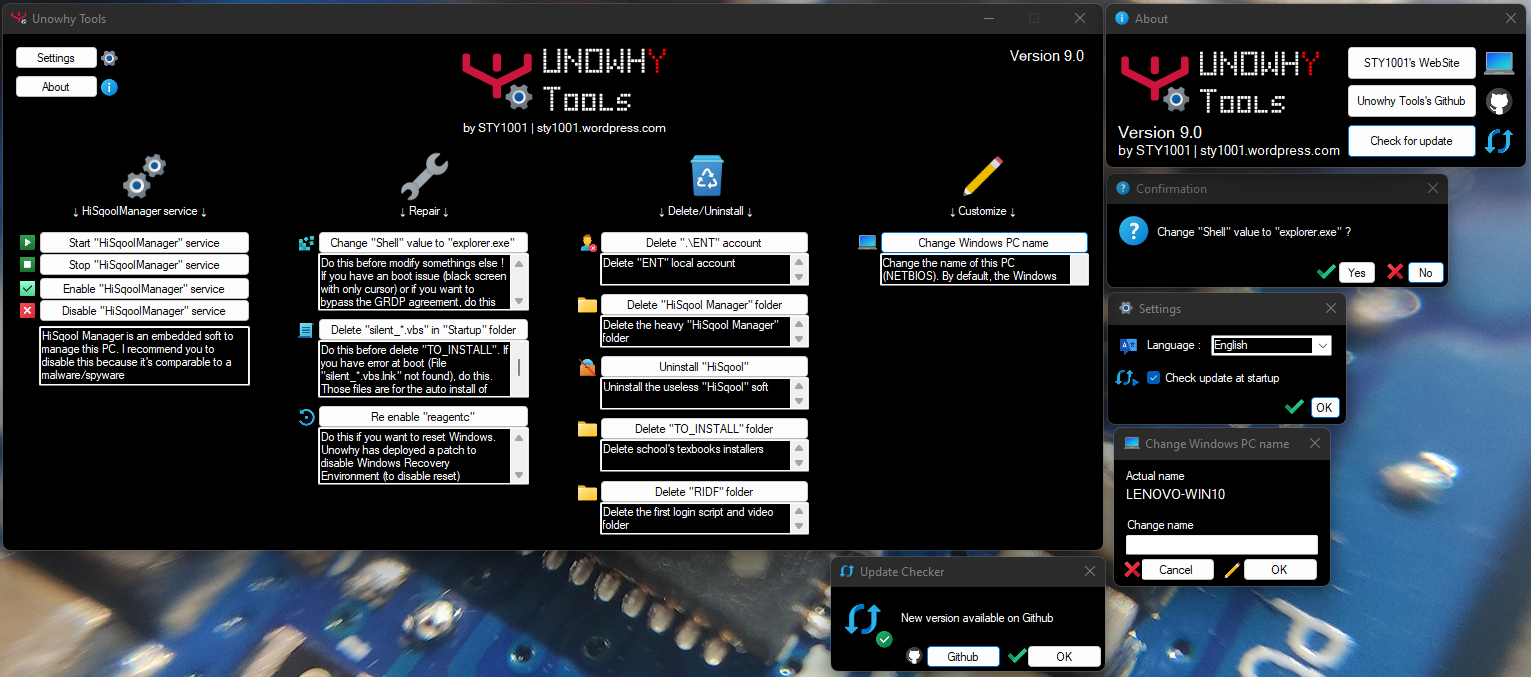 Unowhy Tools
Settings
About
UNOWHY
Tools
by STY1001 | sty1001.wordpress.com
Version 9.0
↓ HiSqoolManager service ↓
Start "HiSqoolManager" service
Stop "HiSqoolManager" service
Enable "HiSqoolManager" service
Disable "HiSqoolManager" service
HiSqool Manager is an embedded soft to
manage this PC. I recommend you to
disable this because it's comparable to a
malware/spyware
↓ Repair ↓
Change "Shell" value to "explorer.exe"
Do this before modify somethings else !
If you have an boot issue (black screen
with only cursor) or if you want to
bypass the GRDP agreement, do this
Delete "silent_*.vbs" in "Startup" folder
Do this before delete "TO_INSTALL". If
you have error at boot (File
"silent_*.vbs.lnk" not found), do this.
Those files are for the auto install of
Re enable "reagentc"
Do this if you want to reset Windows.
Unowhy has deployed a patch to
disable Windows Recovery
Environment (to disable reset)
↓ Delete/Uninstall ↓
Delete ".\ENT" account
Delete "ENT" local account
Delete "HiSqool Manager" folder
Delete the heavy "HiSqool Manager"
folder
Uninstall "HiSqool"
Uninstall the useless "HiSqool" soft
Delete "TO_INSTALL" folder
Delete school's texbooks installers
Delete "RIDF" folder
Delete the first login script and video
folder
↓ Customize ↓
Change Windows PC name
Change the name of this PC
(NETBIOS). By default, the Windows
About
UNOWHY
Tools
Version 9.0
by STY1001 | sty1001.wordpress.com
STY1001's WebSite
Unowhy Tools's Github
Check for update
Confirmation
Change "Shell" value to "explorer.exe" ?
Yes
No
Settings
Language :
English
Check update at startup
OK
Change Windows PC name
Actual name
LENOVO-WIN10
Change name
Cancel
OK
Update Checker
New version available on Github
Github
OK